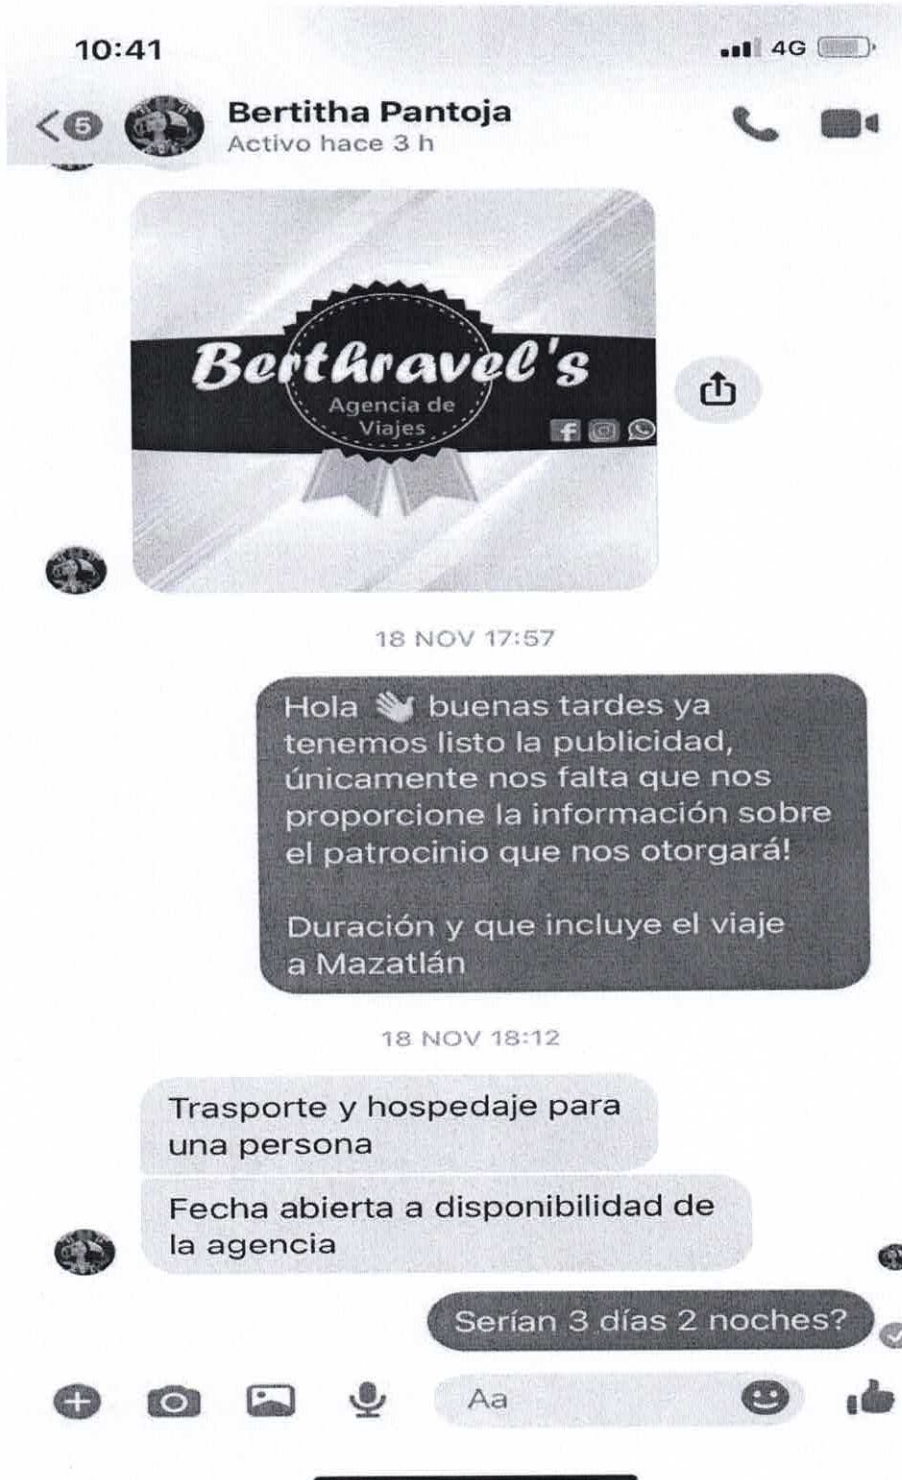 10:41
4G
5
Bertitha Pantoja
Activo hace 3 h
Berthravel's
Agencia de
Viajes
18 NOV 17:57
Hola 👋 buenas tardes ya
tenemos listo la publicidad,
únicamente nos falta que nos
proporcione la información sobre
el patrocinio que nos otorgará!
Duración y que incluye el viaje
a Mazatlán
18 NOV 18:12
Trasporte y hospedaje para
una persona
Fecha abierta a disponibilidad de
la agencia
Serían 3 días 2 noches?
Aa